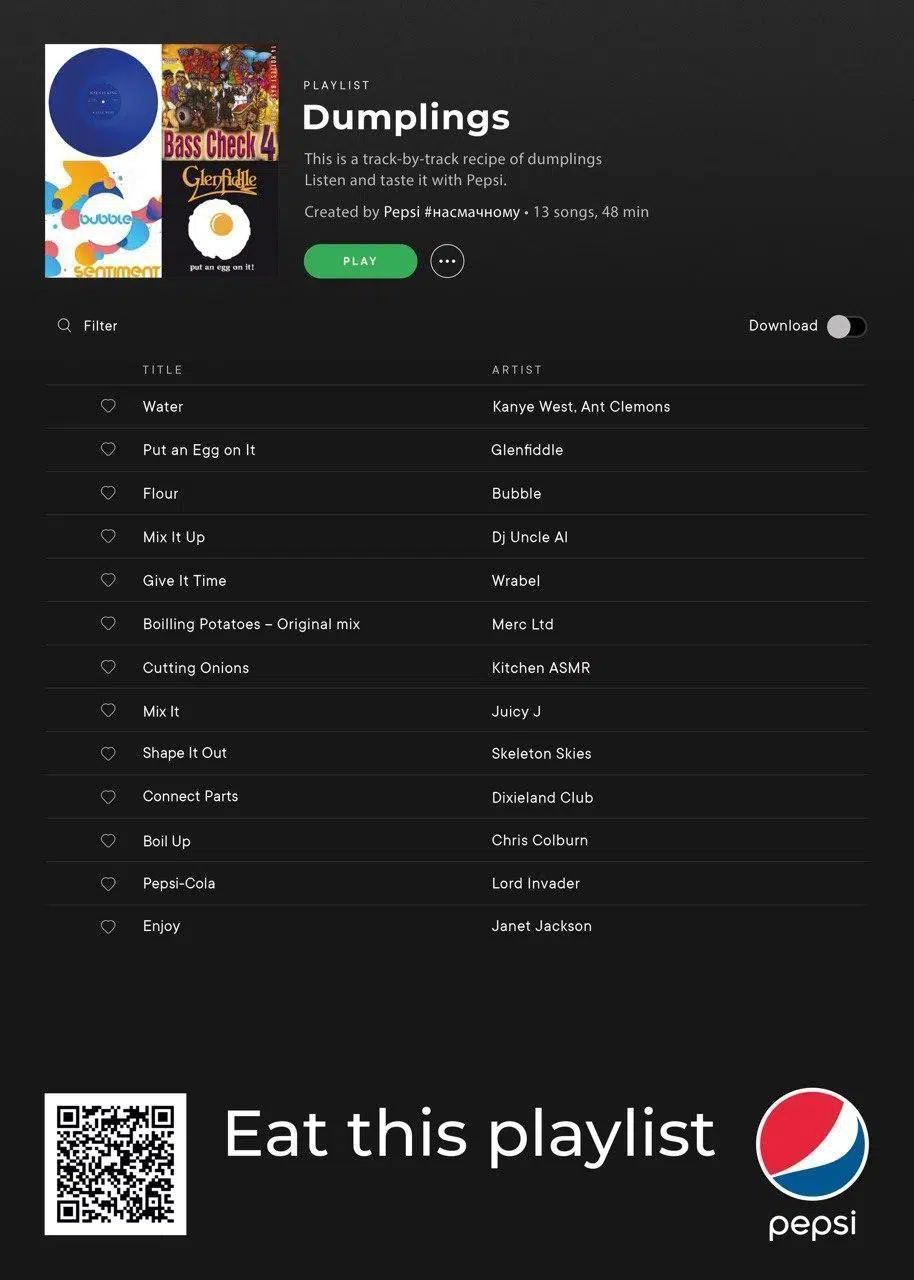 14 HOTTEST BASS
Bass Check 4
Glenfiddle
bubble
put an egg on it!
SENTIMENT
PLAYLIST
Dumplings
This is a track-by-track recipe of dumplings
Listen and taste it with Pepsi.
Created by Pepsi #насмачному • 13 songs, 48 min
PLAY
Filter
Download
TITLE ARTIST
Water Kanye West, Ant Clemons
Put an Egg on It Glenfiddle
Flour Bubble
Mix It Up Dj Uncle Al
Give It Time Wrabel
Boilling Potatoes – Original mix Merc Ltd
Cutting Onions Kitchen ASMR
Mix It Juicy J
Shape It Out Skeleton Skies
Connect Parts Dixieland Club
Boil Up Chris Colburn
Pepsi-Cola Lord Invader
Enjoy Janet Jackson
Eat this playlist
pepsi